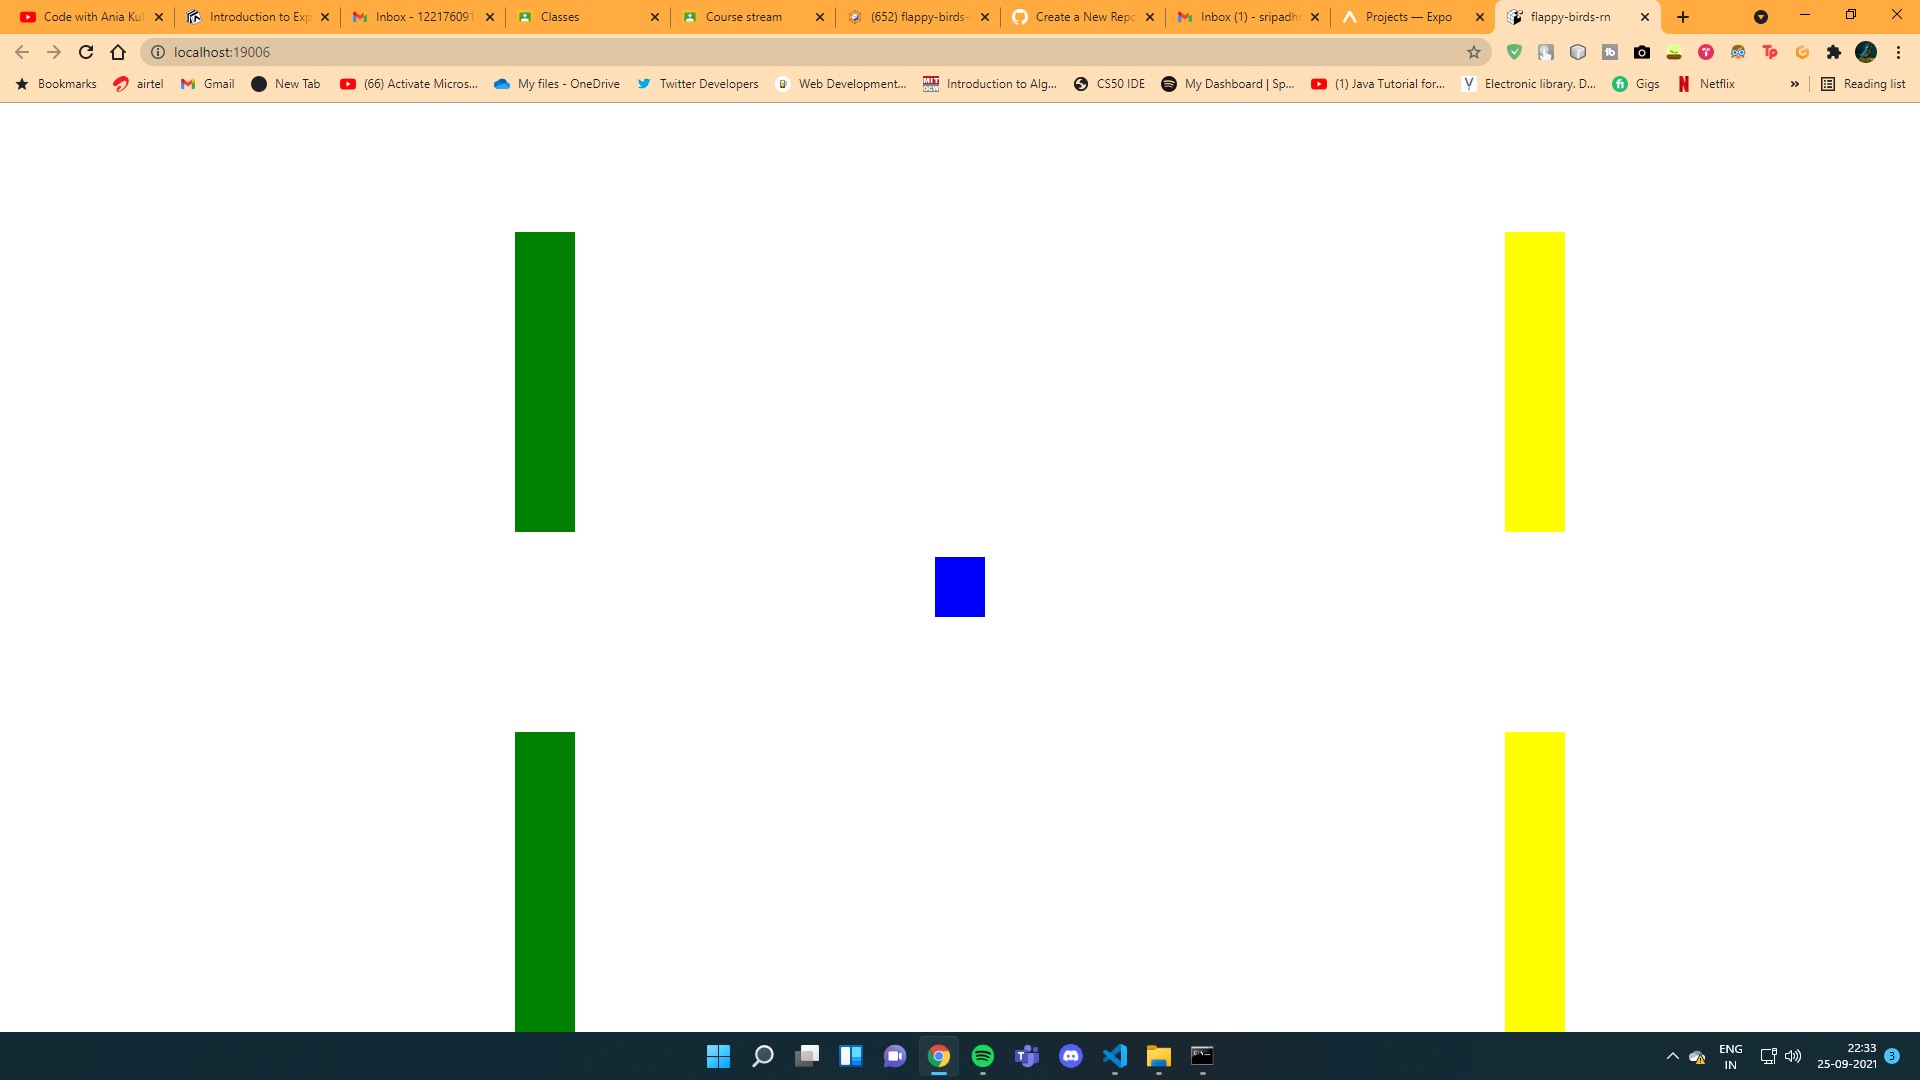 Code with Ania Kub
Introduction to Exp
Inbox - 122176091
Classes
Course stream
(652) flappy-birds-
Create a New Repo
Inbox (1) - sripadh
Projects — Expo
flappy-birds-rn
localhost:19006
Bookmarks
airtel
Gmail
New Tab
(66) Activate Micros...
My files - OneDrive
Twitter Developers
Web Development...
MIT OCW
Introduction to Alg...
CS50 IDE
My Dashboard | Sp...
(1) Java Tutorial for...
Electronic library. D...
Gigs
Netflix
»
Reading list
ENG
IN
22:33
25-09-2021
3